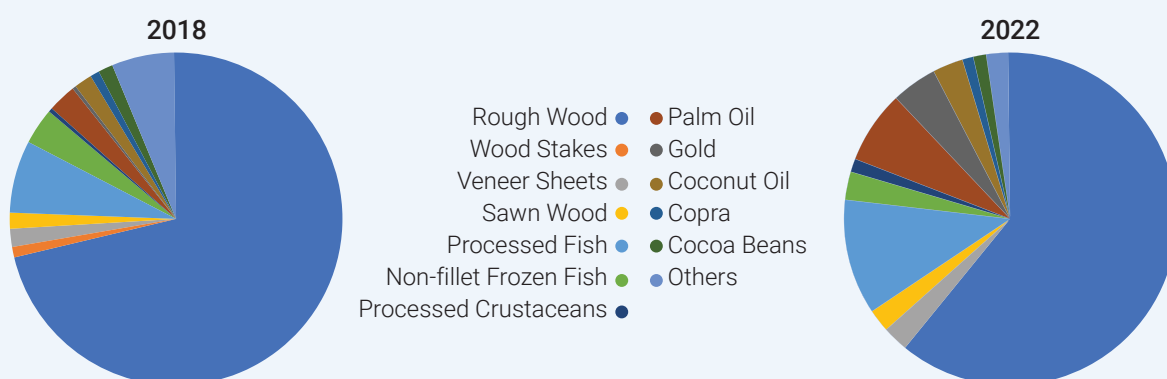 2018
2022
Rough Wood
Wood Stakes
Veneer Sheets
Sawn Wood
Processed Fish
Non-fillet Frozen Fish
Processed Crustaceans
Palm Oil
Gold
Coconut Oil
Copra
Cocoa Beans
Others